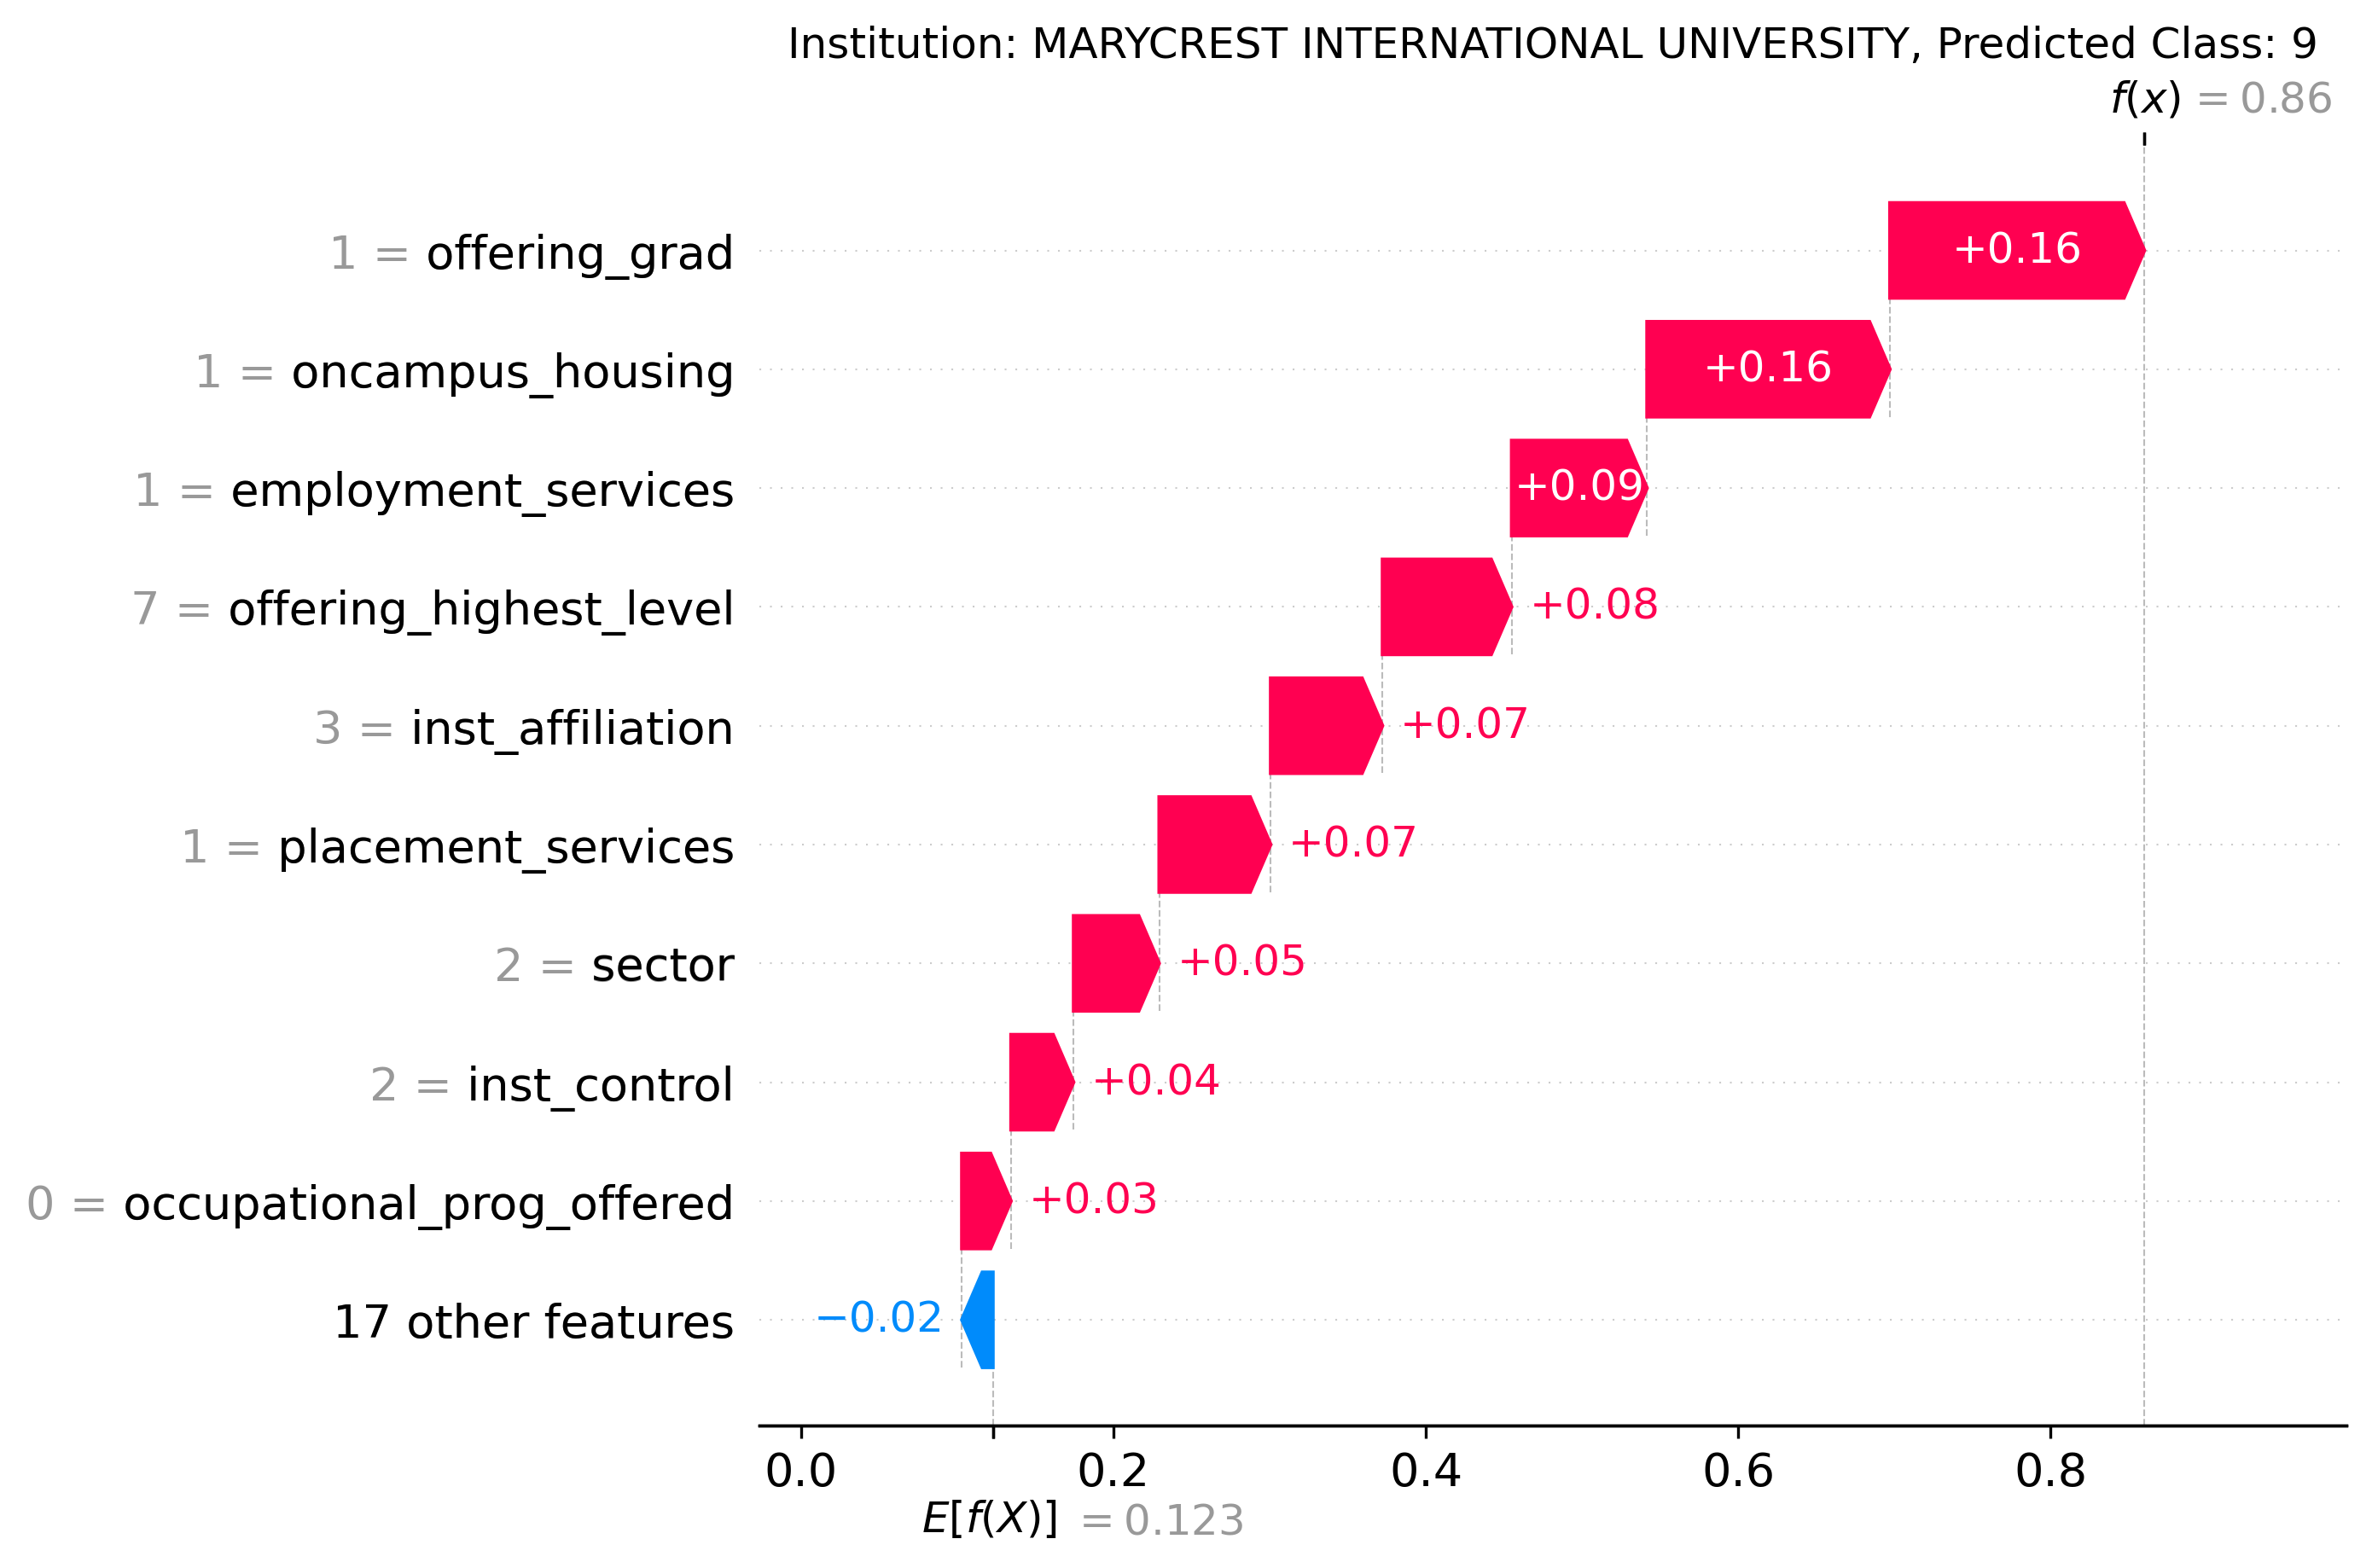 Institution: MARYCREST INTERNATIONAL UNIVERSITY, Predicted Class: 9
f(x) = 0.86
1 = offering_grad +0.16
1 = oncampus_housing +0.16
1 = employment_services +0.09
7 = offering_highest_level +0.08
3 = inst_affiliation +0.07
1 = placement_services +0.07
2 = sector +0.05
2 = inst_control +0.04
0 = occupational_prog_offered +0.03
17 other features −0.02
0.0 0.2 0.4 0.6 0.8
E[f(X)] = 0.123